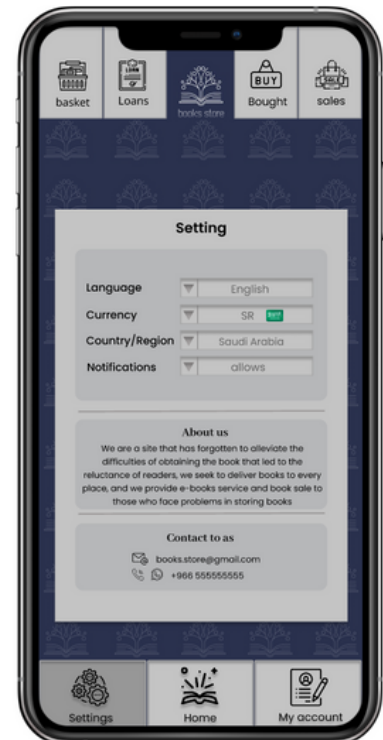 LOAN
BUY
SALE
basket
Loans
books store
Bought
sales
Setting
Language
English
Currency
SR
Country/Region
Saudi Arabia
Notifications
allows
About us
We are a site that has forgotten to alleviate the
difficulties of obtaining the book that led to the
reluctance of readers, we seek to deliver books to every
place, and we provide e-books service and book sale to
those who face problems in storing books
Contact to as
books.store@gmail.com
+966 555555555
Settings
Home
My account